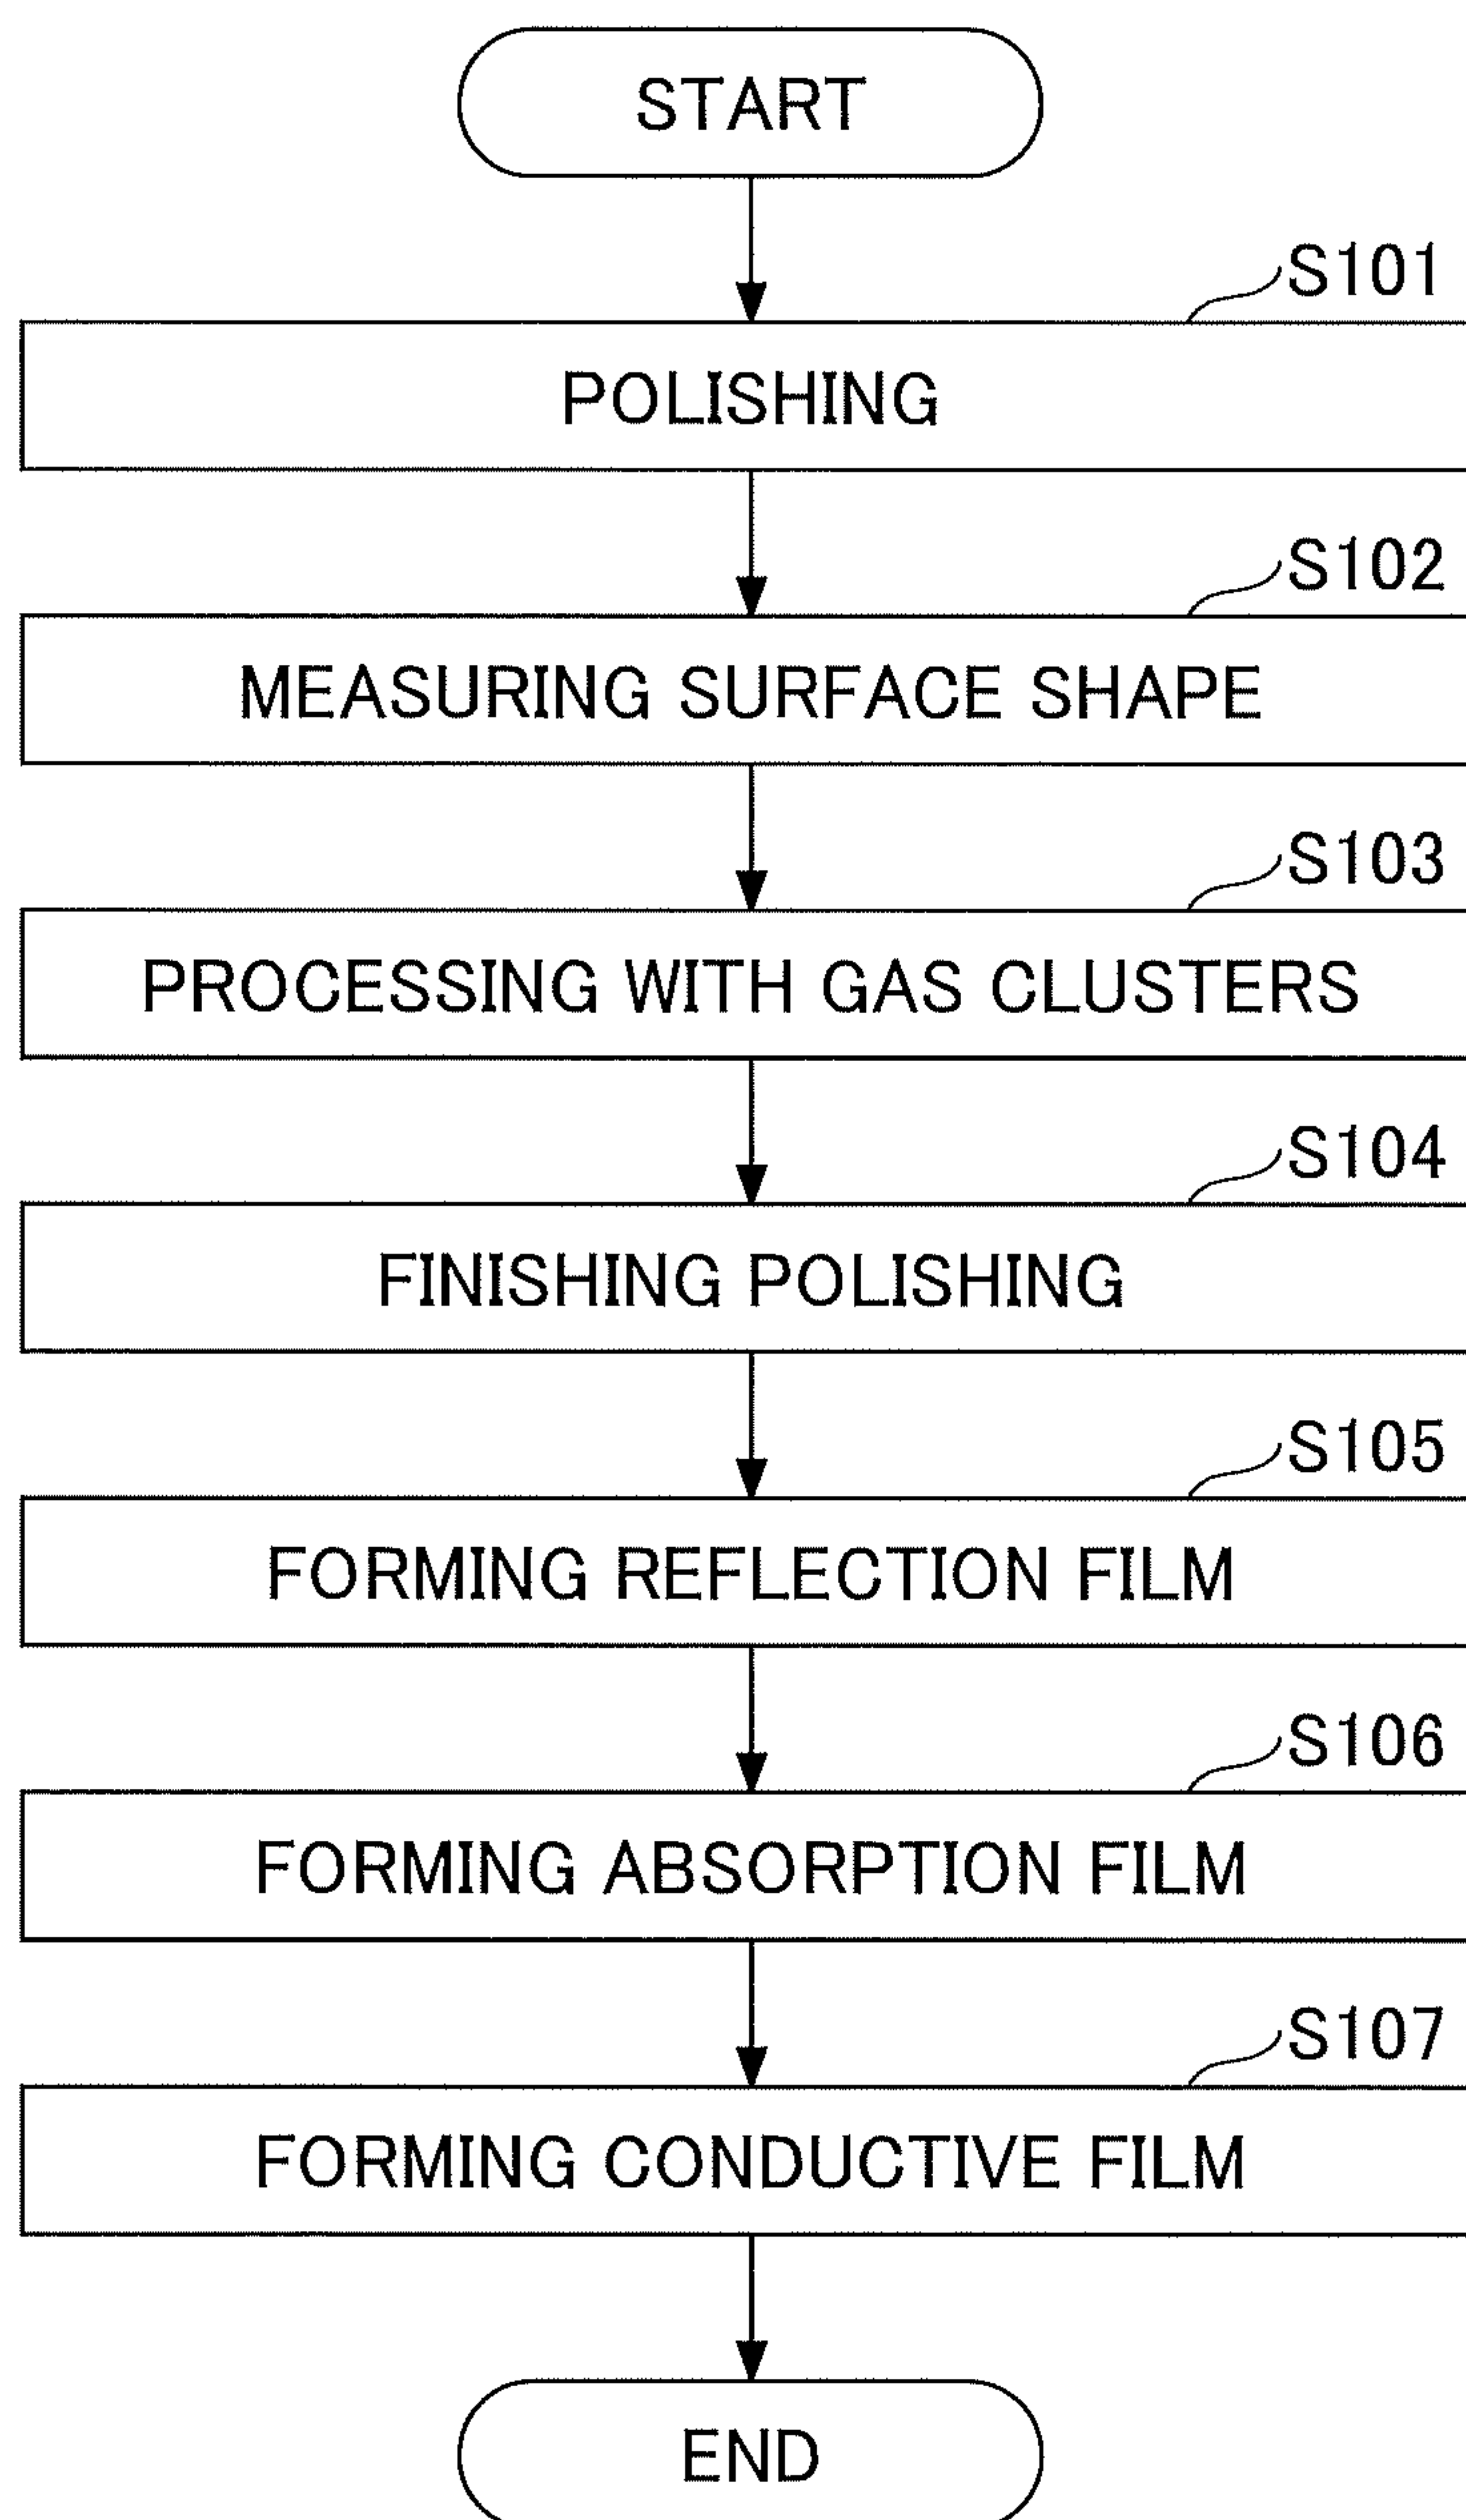 START
S101
POLISHING
S102
MEASURING SURFACE SHAPE
S103
PROCESSING WITH GAS CLUSTERS
S104
FINISHING POLISHING
S105
FORMING REFLECTION FILM
S106
FORMING ABSORPTION FILM
S107
FORMING CONDUCTIVE FILM
END